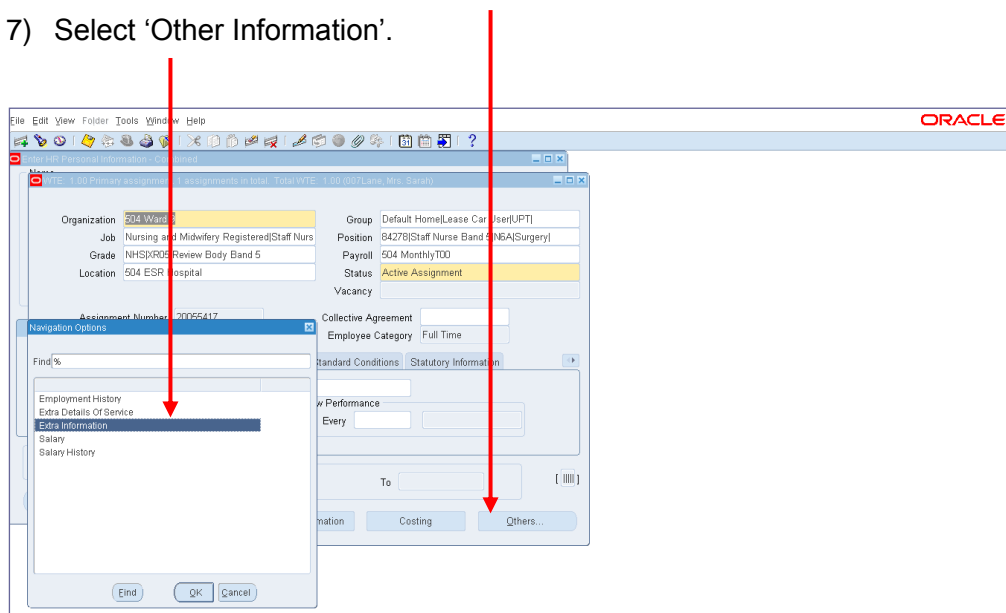 7) Select ‘Other Information’.
File Edit View Folder Tools Window Help
ORACLE
Enter HR Personal Information - Combined
WTE: 1.00 Primary assignment, 1 assignments in total. Total WTE: 1.00 (007Lane, Mrs. Sarah)
Organization 504 Ward
Group Default Home|Lease Car User|UPT|
Job Nursing and Midwifery Registered|Staff Nurs
Position 84278|Staff Nurse Band 5|N6A|Surgery|
Grade NHS|XR05|Review Body Band 5
Payroll 504 MonthlyT00
Location 504 ESR Hospital
Status Active Assignment
Vacancy
Assignment Number 20055417
Collective Agreement
Employee Category Full Time
Navigation Options
Find %
Standard Conditions Statutory Information
Employment History
Extra Details Of Service
Extra Information
Salary
Salary History
w Performance
Every
To
[ ]
mation Costing Others...
Find OK Cancel